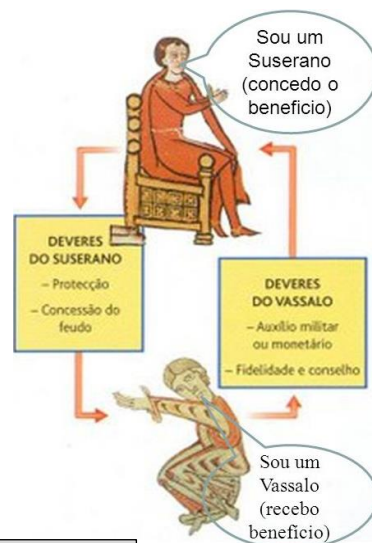 Sou um
Suserano
(concedo o
beneficio)
DEVERES
DO SUSERANO
– Protecção
– Concessão do
feudo
DEVERES
DO VASSALO
– Auxílio militar
ou monetário
– Fidelidade e conselho
Sou um
Vassalo
(recebo
benefício)